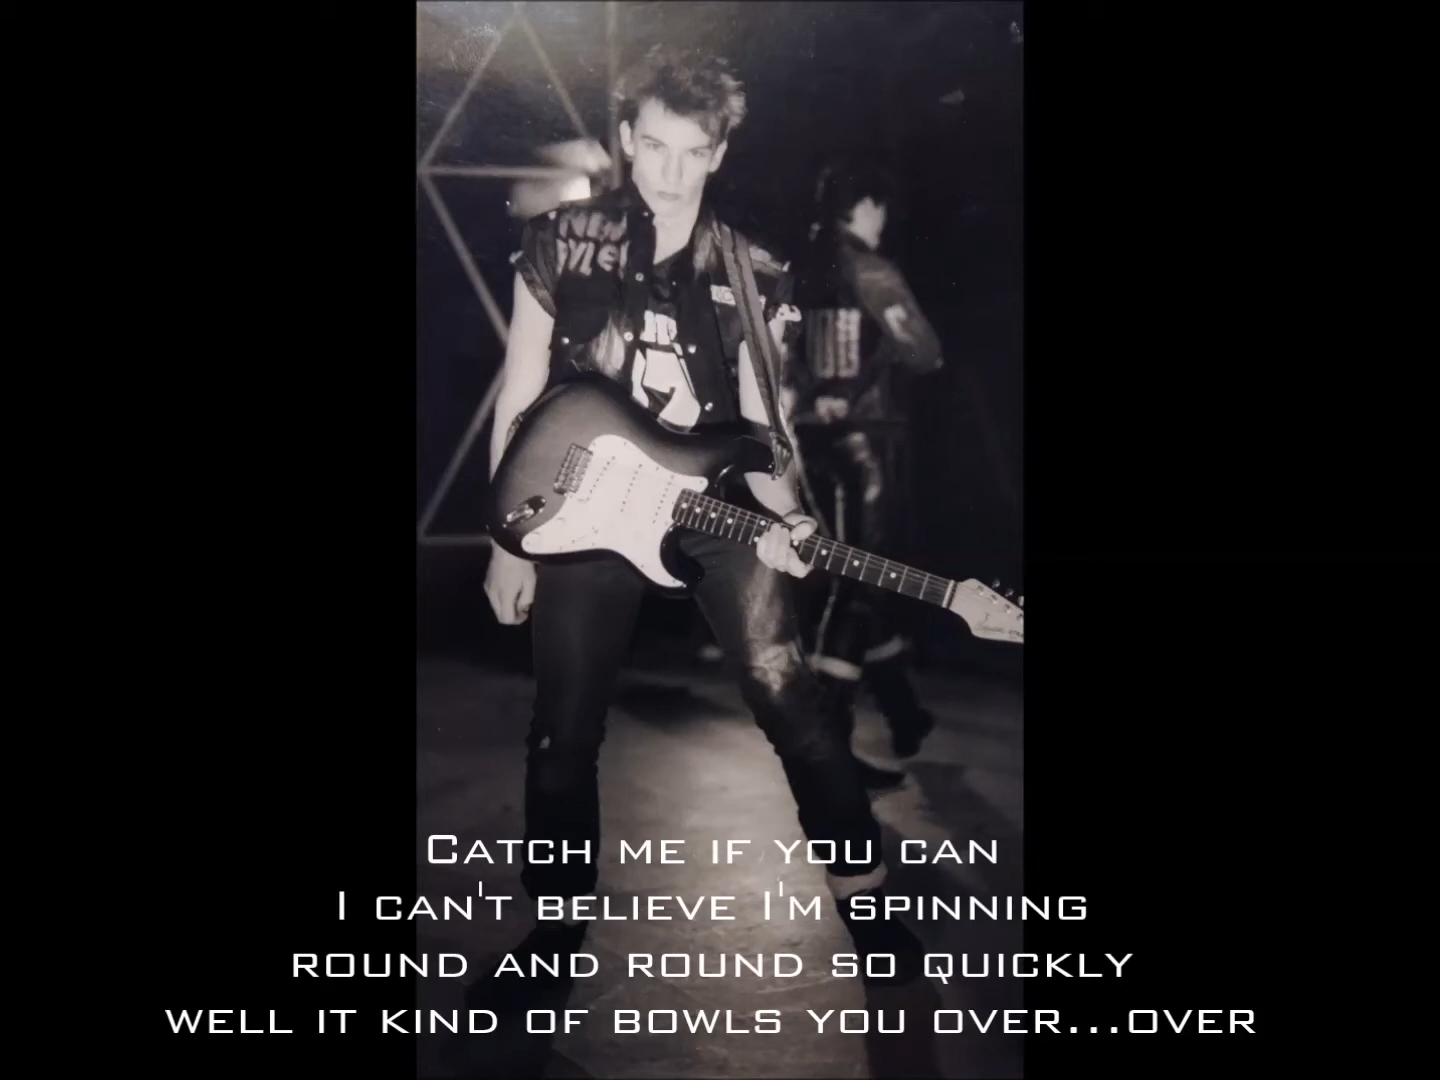 NEW
Catch me if you can
I can't believe I'm spinning
round and round so quickly
well it kind of bowls you over...over